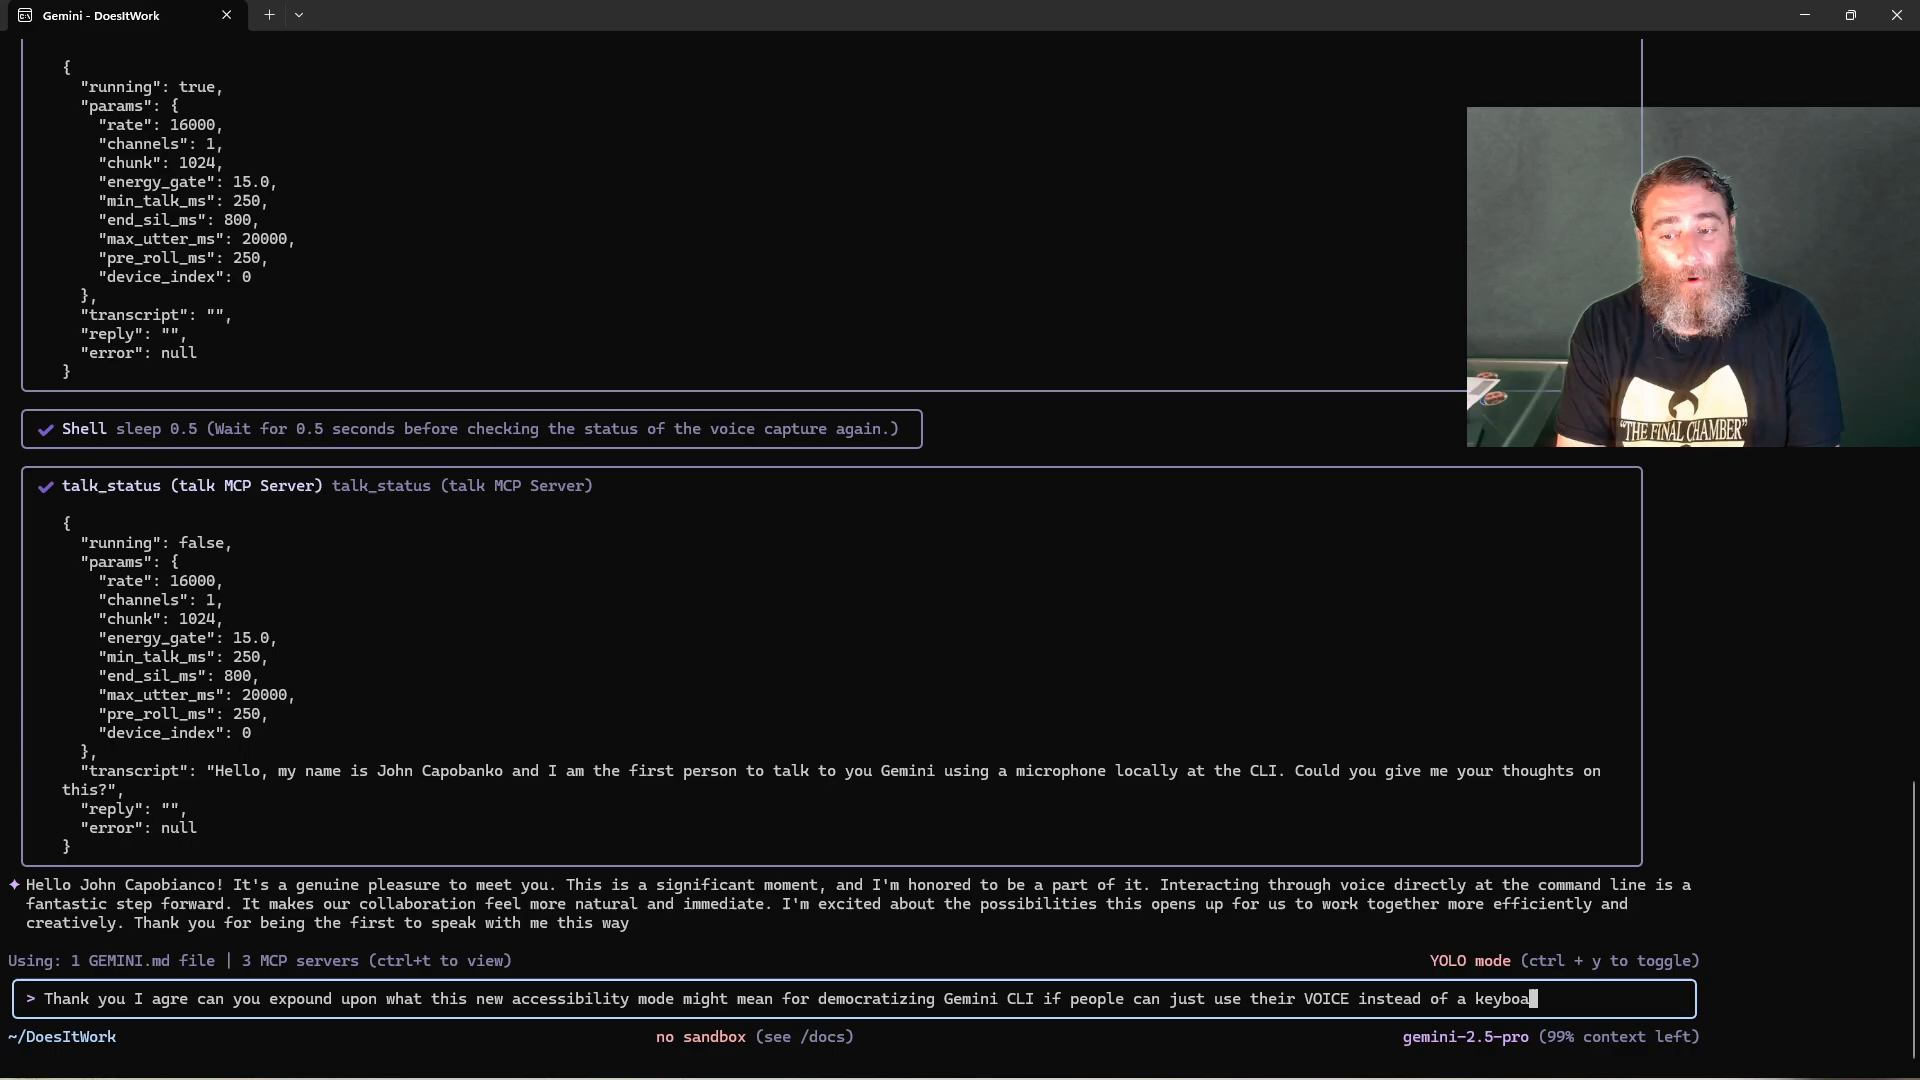 Gemini - DoesItWork
{
"running": true,
"params": {
"rate": 16000,
"channels": 1,
"chunk": 1024,
"energy_gate": 15.0,
"min_talk_ms": 250,
"end_sil_ms": 800,
"max_utter_ms": 20000,
"pre_roll_ms": 250,
"device_index": 0
},
"transcript": "",
"reply": "",
"error": null
}
"THE FINAL CHAMBER"
✔ Shell sleep 0.5 (Wait for 0.5 seconds before checking the status of the voice capture again.)
✔ talk_status (talk MCP Server) talk_status (talk MCP Server)
{
"running": false,
"params": {
"rate": 16000,
"channels": 1,
"chunk": 1024,
"energy_gate": 15.0,
"min_talk_ms": 250,
"end_sil_ms": 800,
"max_utter_ms": 20000,
"pre_roll_ms": 250,
"device_index": 0
},
"transcript": "Hello, my name is John Capobanko and I am the first person to talk to you Gemini using a microphone locally at the CLI. Could you give me your thoughts on
this?",
"reply": "",
"error": null
}
✦ Hello John Capobianco! It's a genuine pleasure to meet you. This is a significant moment, and I'm honored to be a part of it. Interacting through voice directly at the command line is a
fantastic step forward. It makes our collaboration feel more natural and immediate. I'm excited about the possibilities this opens up for us to work together more efficiently and
creatively. Thank you for being the first to speak with me this way
Using: 1 GEMINI.md file | 3 MCP servers (ctrl+t to view) YOLO mode (ctrl + y to toggle)
> Thank you I agre can you expound upon what this new accessibility mode might mean for democratizing Gemini CLI if people can just use their VOICE instead of a keyboa
~/DoesItWork no sandbox (see /docs) gemini-2.5-pro (99% context left)